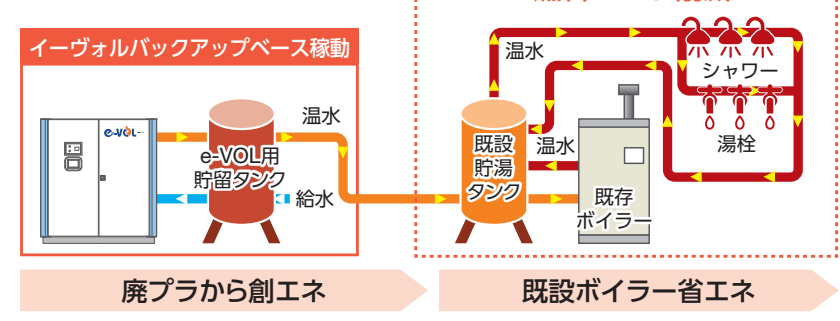 イーヴォルバックアップベース稼動
e-VOL
温水
e-VOL用
貯留タンク
給水
温水
シャワー
湯栓
既設
貯湯
タンク
温水
既存
ボイラー
廃プラから創エネ
既設ボイラー省エネ